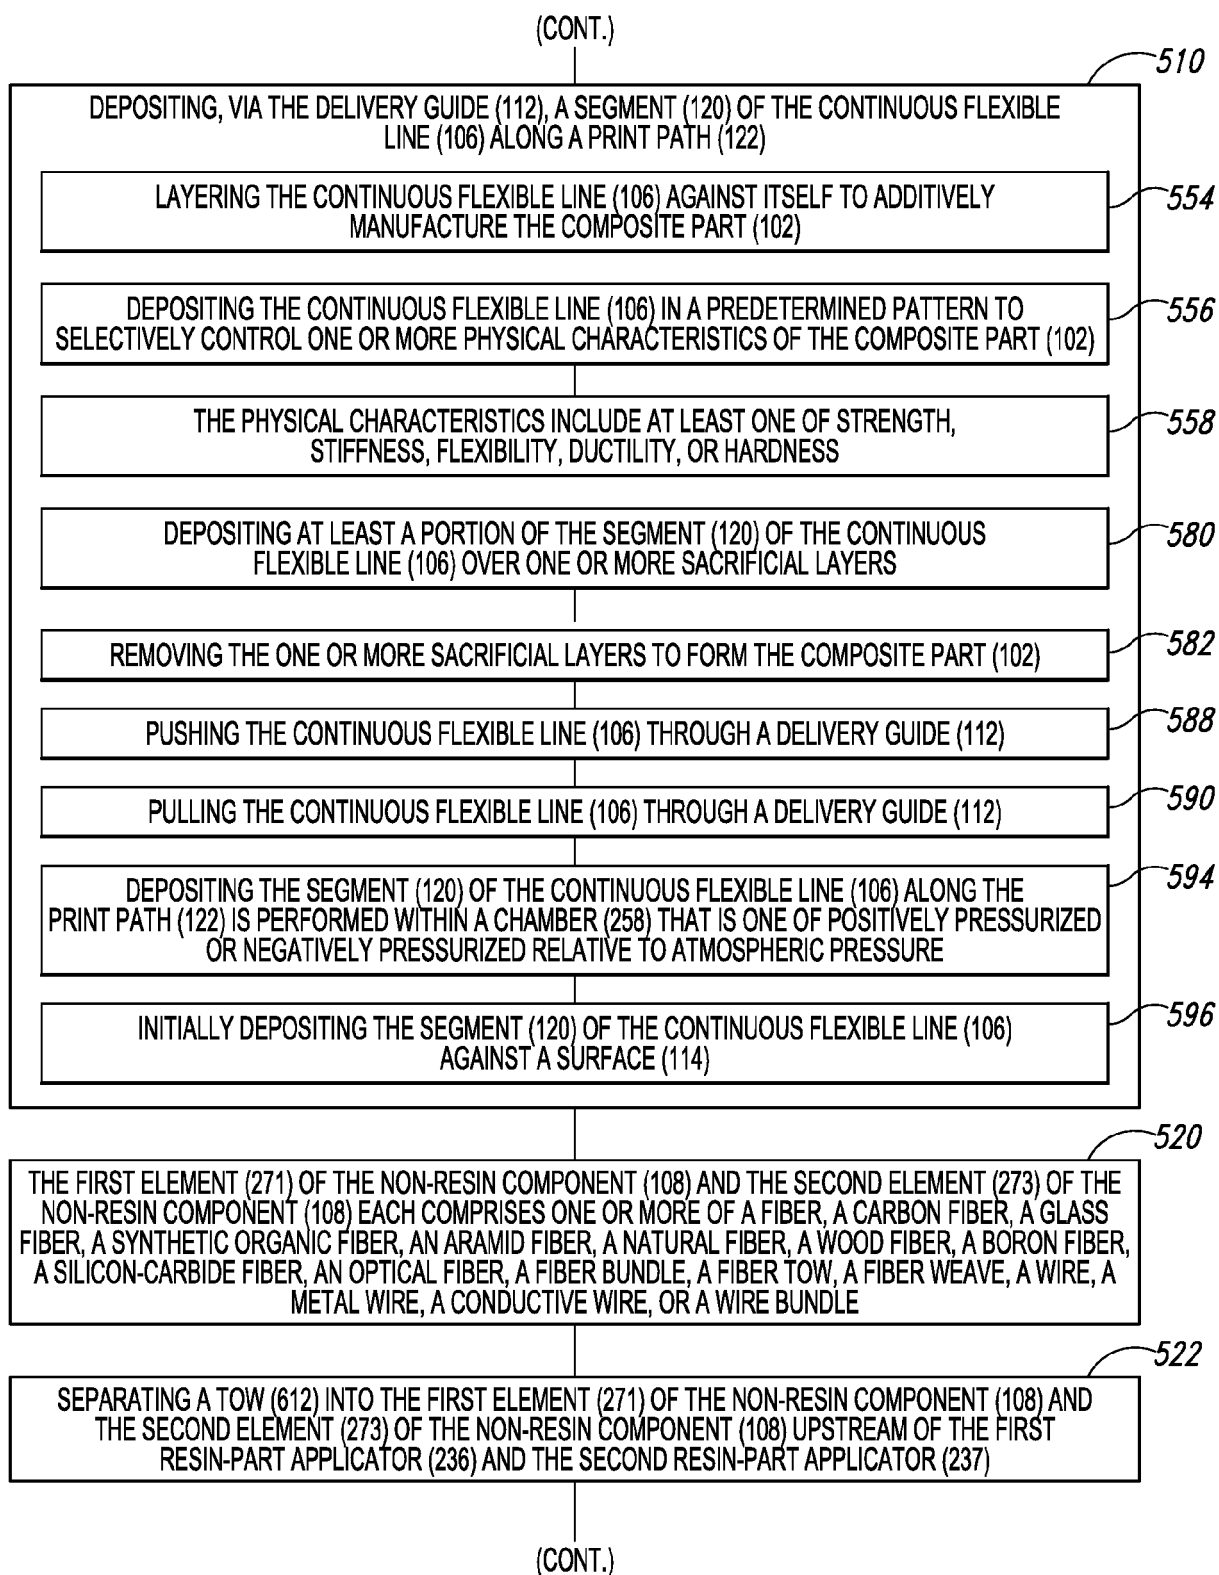 (CONT.)
510
DEPOSITING, VIA THE DELIVERY GUIDE (112), A SEGMENT (120) OF THE CONTINUOUS FLEXIBLE
LINE (106) ALONG A PRINT PATH (122)
554
LAYERING THE CONTINUOUS FLEXIBLE LINE (106) AGAINST ITSELF TO ADDITIVELY
MANUFACTURE THE COMPOSITE PART (102)
556
DEPOSITING THE CONTINUOUS FLEXIBLE LINE (106) IN A PREDETERMINED PATTERN TO
SELECTIVELY CONTROL ONE OR MORE PHYSICAL CHARACTERISTICS OF THE COMPOSITE PART (102)
558
THE PHYSICAL CHARACTERISTICS INCLUDE AT LEAST ONE OF STRENGTH,
STIFFNESS, FLEXIBILITY, DUCTILITY, OR HARDNESS
580
DEPOSITING AT LEAST A PORTION OF THE SEGMENT (120) OF THE CONTINUOUS
FLEXIBLE LINE (106) OVER ONE OR MORE SACRIFICIAL LAYERS
582
REMOVING THE ONE OR MORE SACRIFICIAL LAYERS TO FORM THE COMPOSITE PART (102)
588
PUSHING THE CONTINUOUS FLEXIBLE LINE (106) THROUGH A DELIVERY GUIDE (112)
590
PULLING THE CONTINUOUS FLEXIBLE LINE (106) THROUGH A DELIVERY GUIDE (112)
594
DEPOSITING THE SEGMENT (120) OF THE CONTINUOUS FLEXIBLE LINE (106) ALONG THE
PRINT PATH (122) IS PERFORMED WITHIN A CHAMBER (258) THAT IS ONE OF POSITIVELY PRESSURIZED
OR NEGATIVELY PRESSURIZED RELATIVE TO ATMOSPHERIC PRESSURE
596
INITIALLY DEPOSITING THE SEGMENT (120) OF THE CONTINUOUS FLEXIBLE LINE (106)
AGAINST A SURFACE (114)
520
THE FIRST ELEMENT (271) OF THE NON-RESIN COMPONENT (108) AND THE SECOND ELEMENT (273) OF THE
NON-RESIN COMPONENT (108) EACH COMPRISES ONE OR MORE OF A FIBER, A CARBON FIBER, A GLASS
FIBER, A SYNTHETIC ORGANIC FIBER, AN ARAMID FIBER, A NATURAL FIBER, A WOOD FIBER, A BORON FIBER,
A SILICON-CARBIDE FIBER, AN OPTICAL FIBER, A FIBER BUNDLE, A FIBER TOW, A FIBER WEAVE, A WIRE, A
METAL WIRE, A CONDUCTIVE WIRE, OR A WIRE BUNDLE
522
SEPARATING A TOW (612) INTO THE FIRST ELEMENT (271) OF THE NON-RESIN COMPONENT (108) AND
THE SECOND ELEMENT (273) OF THE NON-RESIN COMPONENT (108) UPSTREAM OF THE FIRST
RESIN-PART APPLICATOR (236) AND THE SECOND RESIN-PART APPLICATOR (237)
(CONT.)